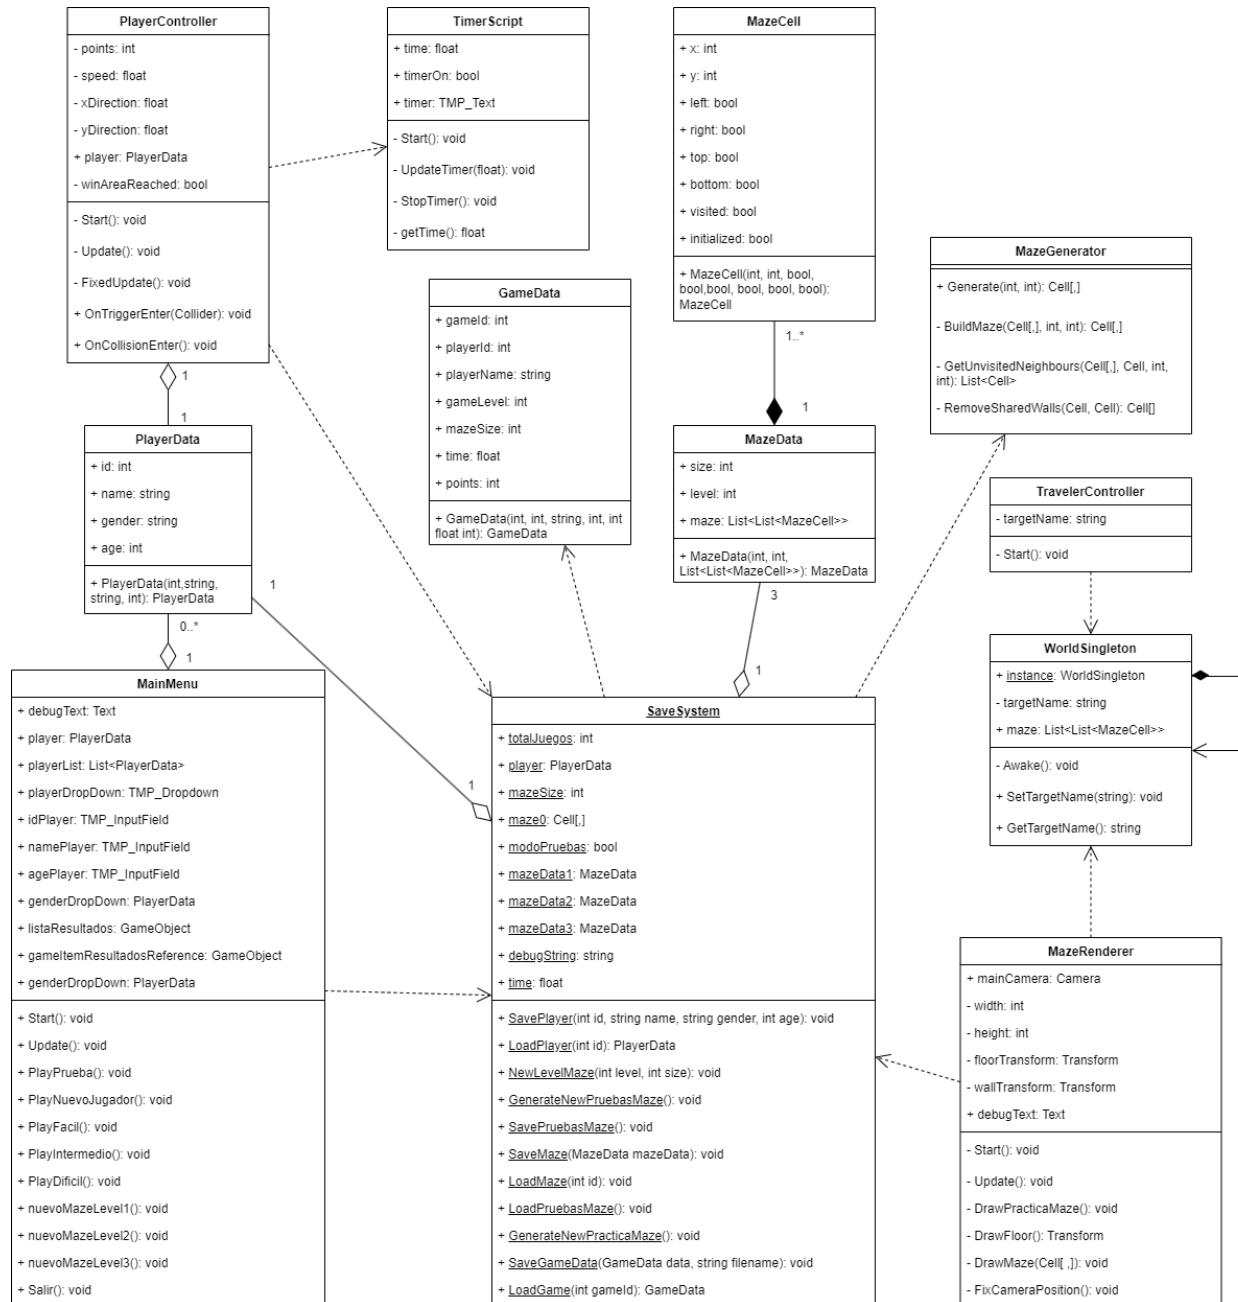 PlayerController
- points: int
- speed: float
- xDirection: float
- yDirection: float
+ player: PlayerData
- winAreaReached: bool
- Start(): void
- Update(): void
- FixedUpdate(): void
+ OnTriggerEnter(Collider): void
+ OnCollisionEnter(): void
TimerScript
+ time: float
+ timerOn: bool
+ timer: TMP_Text
- Start(): void
- UpdateTimer(float): void
- StopTimer(): void
- getTime(): float
MazeCell
+ x: int
+ y: int
+ left: bool
+ right: bool
+ top: bool
+ bottom: bool
+ visited: bool
+ initialized: bool
+ MazeCell(int, int, bool,
bool,bool, bool, bool, bool):
MazeCell
1..*
1
MazeGenerator
+ Generate(int, int): Cell[,]
- BuildMaze(Cell[,], int, int): Cell[,]
- GetUnvisitedNeighbours(Cell[,], Cell, int,
int): List<Cell>
- RemoveSharedWalls(Cell, Cell): Cell[]
GameData
+ gameId: int
+ playerId: int
+ playerName: string
+ gameLevel: int
+ mazeSize: int
+ time: float
+ points: int
+ GameData(int, int, string, int, int
float int): GameData
1
1
PlayerData
+ id: int
+ name: string
+ gender: string
+ age: int
+ PlayerData(int,string,
string, int): PlayerData
1
0..*
1
MazeData
+ size: int
+ level: int
+ maze: List<List<MazeCell>>
+ MazeData(int, int,
List<List<MazeCell>>): MazeData
3
1
TravelerController
- targetName: string
- Start(): void
WorldSingleton
+ instance: WorldSingleton
- targetName: string
+ maze: List<List<MazeCell>>
- Awake(): void
+ SetTargetName(string): void
+ GetTargetName(): string
MainMenu
+ debugText: Text
+ player: PlayerData
+ playerList: List<PlayerData>
+ playerDropDown: TMP_Dropdown
+ idPlayer: TMP_InputField
+ namePlayer: TMP_InputField
+ agePlayer: TMP_InputField
+ genderDropDown: PlayerData
+ listaResultados: GameObject
+ gameItemResultadosReference: GameObject
+ genderDropDown: PlayerData
+ Start(): void
+ Update(): void
+ PlayPrueba(): void
+ PlayNuevoJugador(): void
+ PlayFacil(): void
+ PlayIntermedio(): void
+ PlayDificil(): void
+ nuevoMazeLevel1(): void
+ nuevoMazeLevel2(): void
+ nuevoMazeLevel3(): void
+ Salir(): void
1
SaveSystem
+ totalJuegos: int
+ player: PlayerData
+ mazeSize: int
+ maze0: Cell[,]
+ modoPruebas: bool
+ mazeData1: MazeData
+ mazeData2: MazeData
+ mazeData3: MazeData
+ debugString: string
+ time: float
+ SavePlayer(int id, string name, string gender, int age): void
+ LoadPlayer(int id): PlayerData
+ NewLevelMaze(int level, int size): void
+ GenerateNewPruebasMaze(): void
+ SavePruebasMaze(): void
+ SaveMaze(MazeData mazeData): void
+ LoadMaze(int id): void
+ LoadPruebasMaze(): void
+ GenerateNewPracticaMaze(): void
+ SaveGameData(GameData data, string filename): void
+ LoadGame(int gameId): GameData
MazeRenderer
+ mainCamera: Camera
- width: int
- height: int
- floorTransform: Transform
- wallTransform: Transform
+ debugText: Text
- Start(): void
- Update(): void
- DrawPracticaMaze(): void
- DrawFloor(): Transform
- DrawMaze(Cell[ ,]): void
- FixCameraPosition(): void